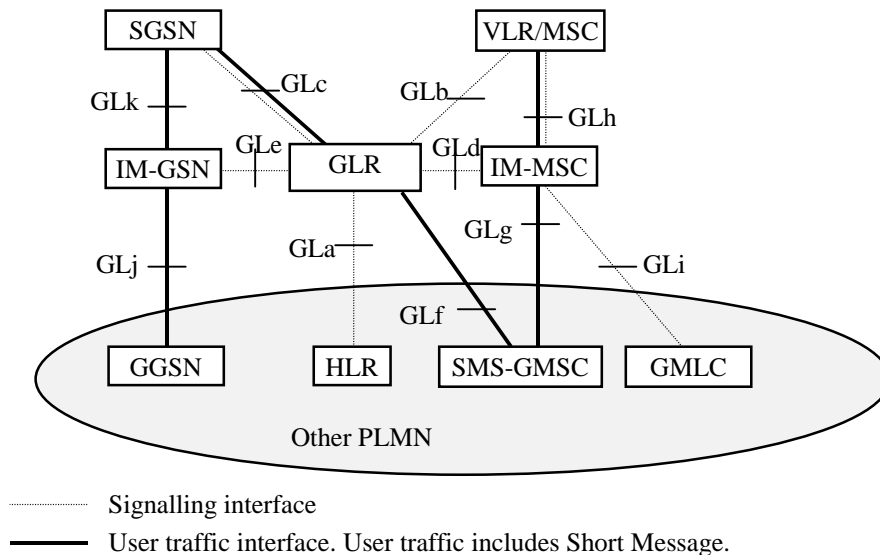 SGSN
VLR/MSC
GLk
GLc
GLb
GLh
GLe
GLd
IM-GSN
GLR
IM-MSC
GLa
GLg
GLj
GLi
GLf
GGSN
HLR
SMS-GMSC
GMLC
Other PLMN
Signalling interface
User traffic interface. User traffic includes Short Message.